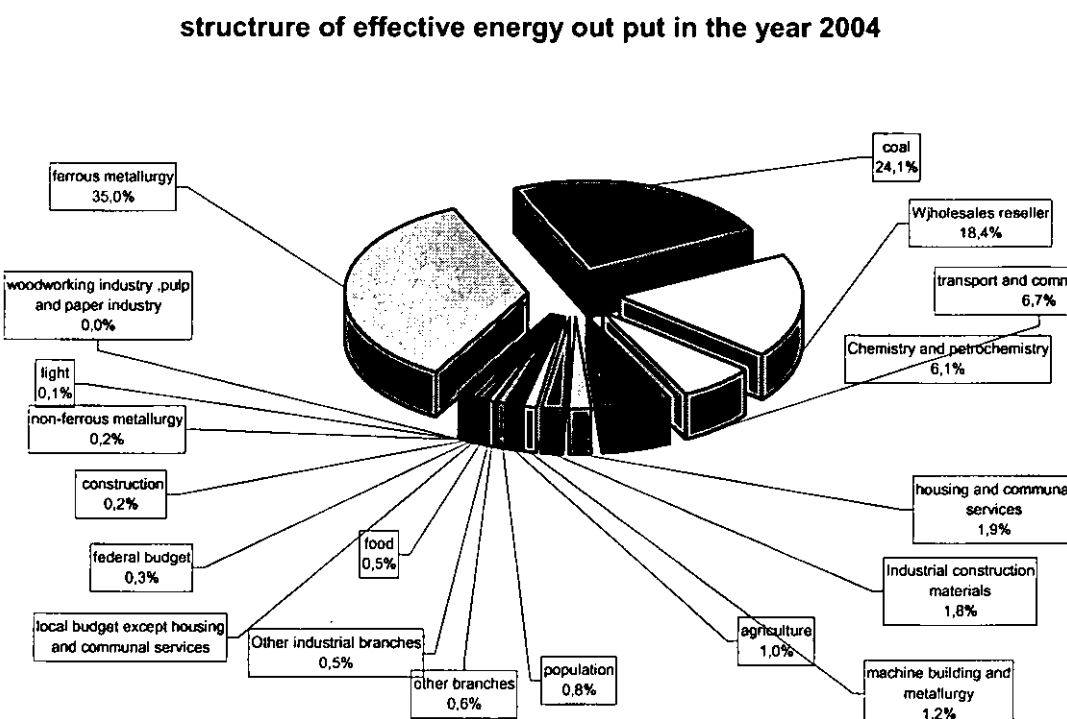 structrure of effective energy out put in the year 2004
coal
24,1%
ferrous metallurgy
35,0%
Wjholesales reseller
18,4%
woodworking industry ,pulp
and paper industry
0,0%
transport and comm
6,7%
Chemistry and petrochemistry
6,1%
light
0,1%
non-ferrous metallurgy
0,2%
construction
0,2%
housing and communa
services
1,9%
federal budget
0,3%
food
0,5%
Industrial construction
materials
1,8%
local budget except housing
and communal services
Other industrial branches
0,5%
agriculture
1,0%
other branches
0,6%
population
0,8%
machine building and
metallurgy
1,2%